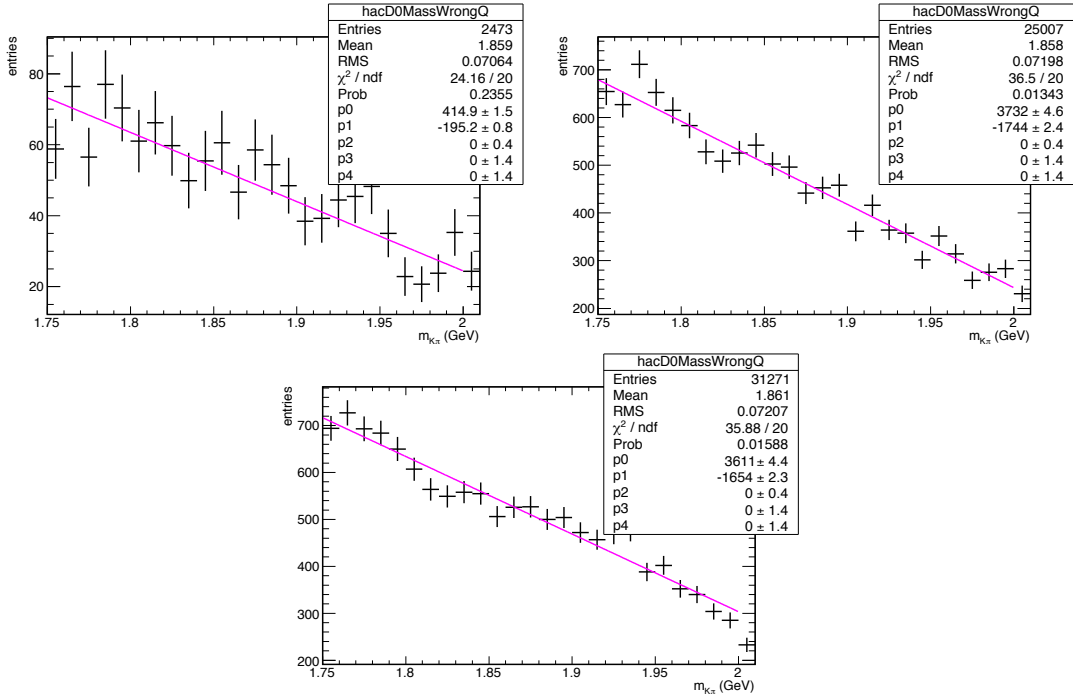 hacD0MassWrongQ
Entries 2473
Mean 1.859
RMS 0.07064
χ² / ndf 24.16 / 20
Prob 0.2355
p0 414.9 ± 1.5
p1 -195.2 ± 0.8
p2 0 ± 0.4
p3 0 ± 1.4
p4 0 ± 1.4
entries
80
60
40
20
1.75 1.8 1.85 1.9 1.95 2
m_Kπ (GeV)
hacD0MassWrongQ
Entries 25007
Mean 1.858
RMS 0.07198
χ² / ndf 36.5 / 20
Prob 0.01343
p0 3732 ± 4.6
p1 -1744 ± 2.4
p2 0 ± 0.4
p3 0 ± 1.4
p4 0 ± 1.4
entries
700
600
500
400
300
200
1.75 1.8 1.85 1.9 1.95 2
m_Kπ (GeV)
hacD0MassWrongQ
Entries 31271
Mean 1.861
RMS 0.07207
χ² / ndf 35.88 / 20
Prob 0.01588
p0 3611 ± 4.4
p1 -1654 ± 2.3
p2 0 ± 0.4
p3 0 ± 1.4
p4 0 ± 1.4
entries
700
600
500
400
300
200
1.75 1.8 1.85 1.9 1.95 2
m_Kπ (GeV)